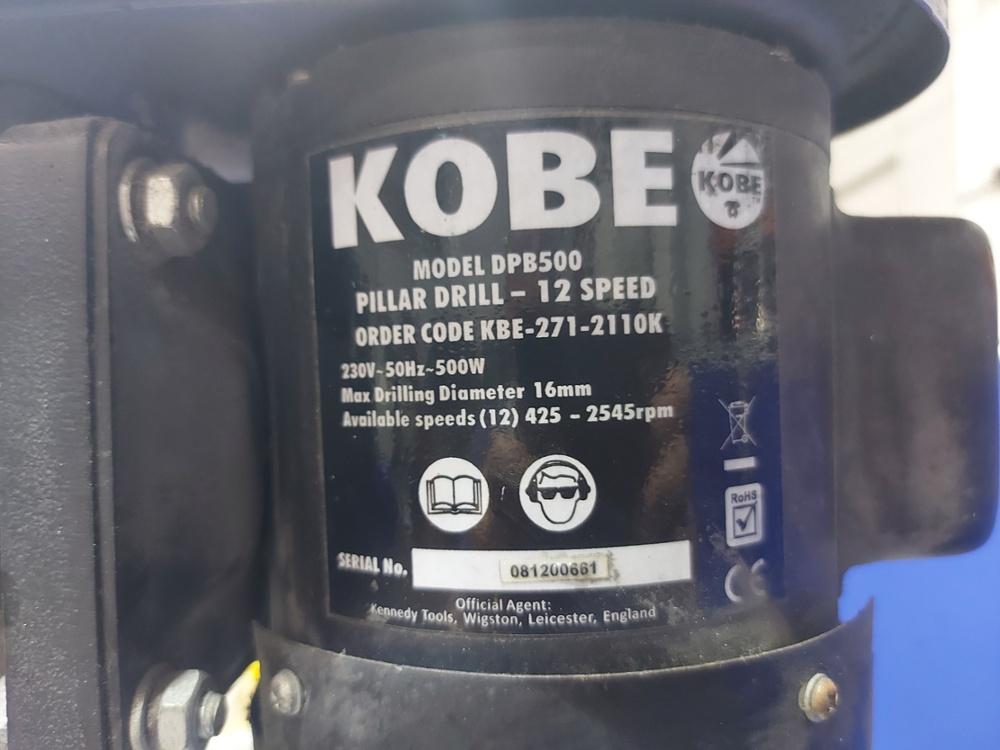 KOBE
KOBE
TM
MODEL DPB500
PILLAR DRILL – 12 SPEED
ORDER CODE KBE-271-2110K
230V~50Hz~500W
Max Drilling Diameter 16mm
Available speeds (12) 425 – 2545rpm
RoHS
SERIAL No.
081200661
CE
Official Agent:
Kennedy Tools, Wigston, Leicester, England